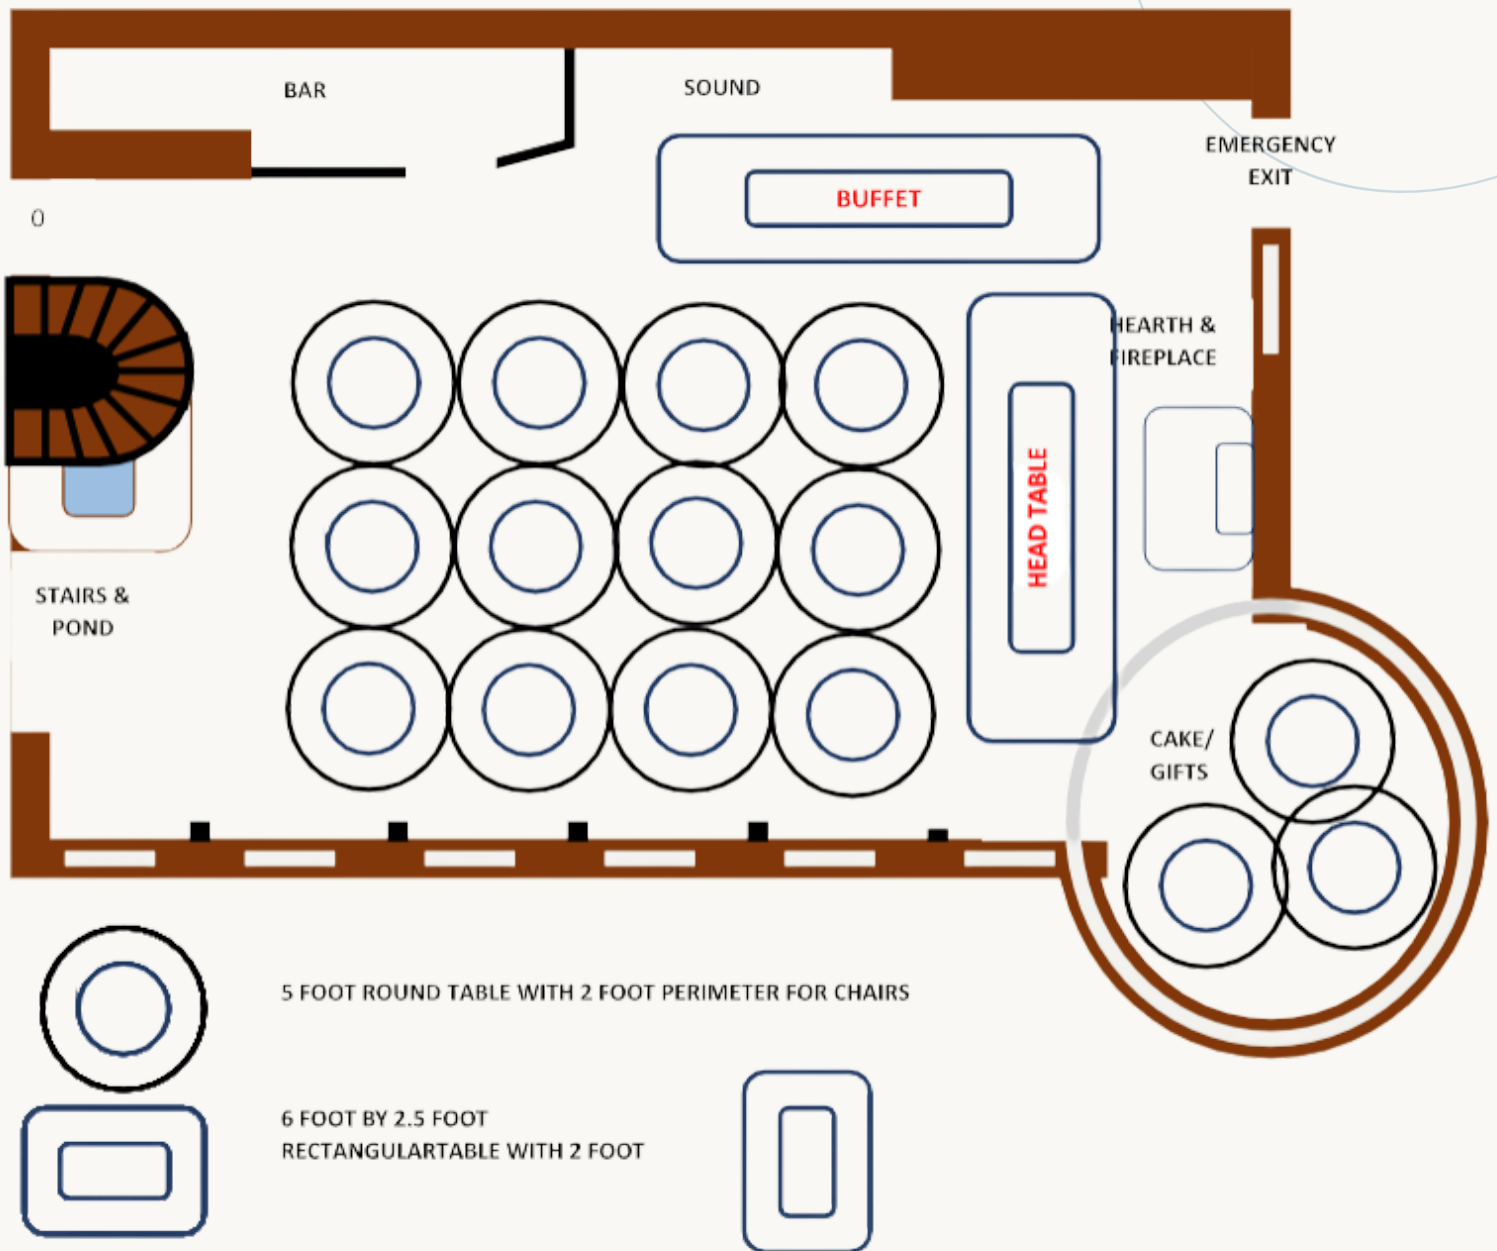 BAR
SOUND
EMERGENCY
EXIT
BUFFET
0
HEARTH &
FIREPLACE
HEAD TABLE
STAIRS &
POND
CAKE/
GIFTS
5 FOOT ROUND TABLE WITH 2 FOOT PERIMETER FOR CHAIRS
6 FOOT BY 2.5 FOOT
RECTANGULARTABLE WITH 2 FOOT